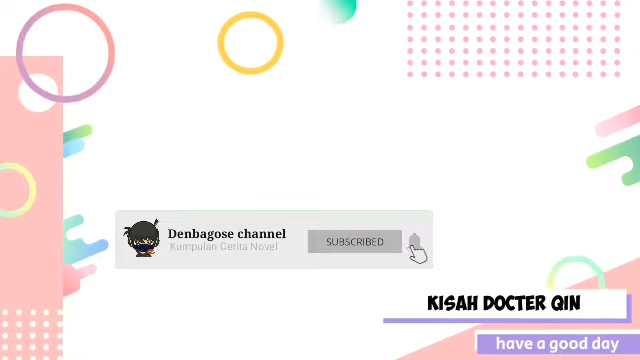 Denbagose channel
Kumpulan Cerita Novel
SUBSCRIBED
KISAH DOCTER QIN
have a good day